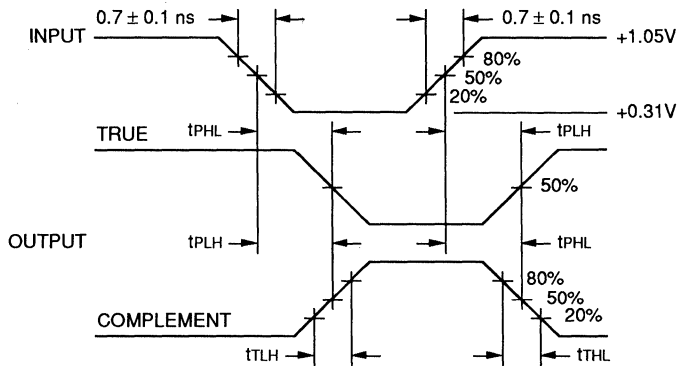 0.7 ± 0.1 ns
0.7 ± 0.1 ns
INPUT
+1.05V
80%
50%
20%
+0.31V
TRUE
tPHL
tPLH
50%
OUTPUT
tPLH
tPHL
80%
50%
20%
COMPLEMENT
tTLH
tTHL